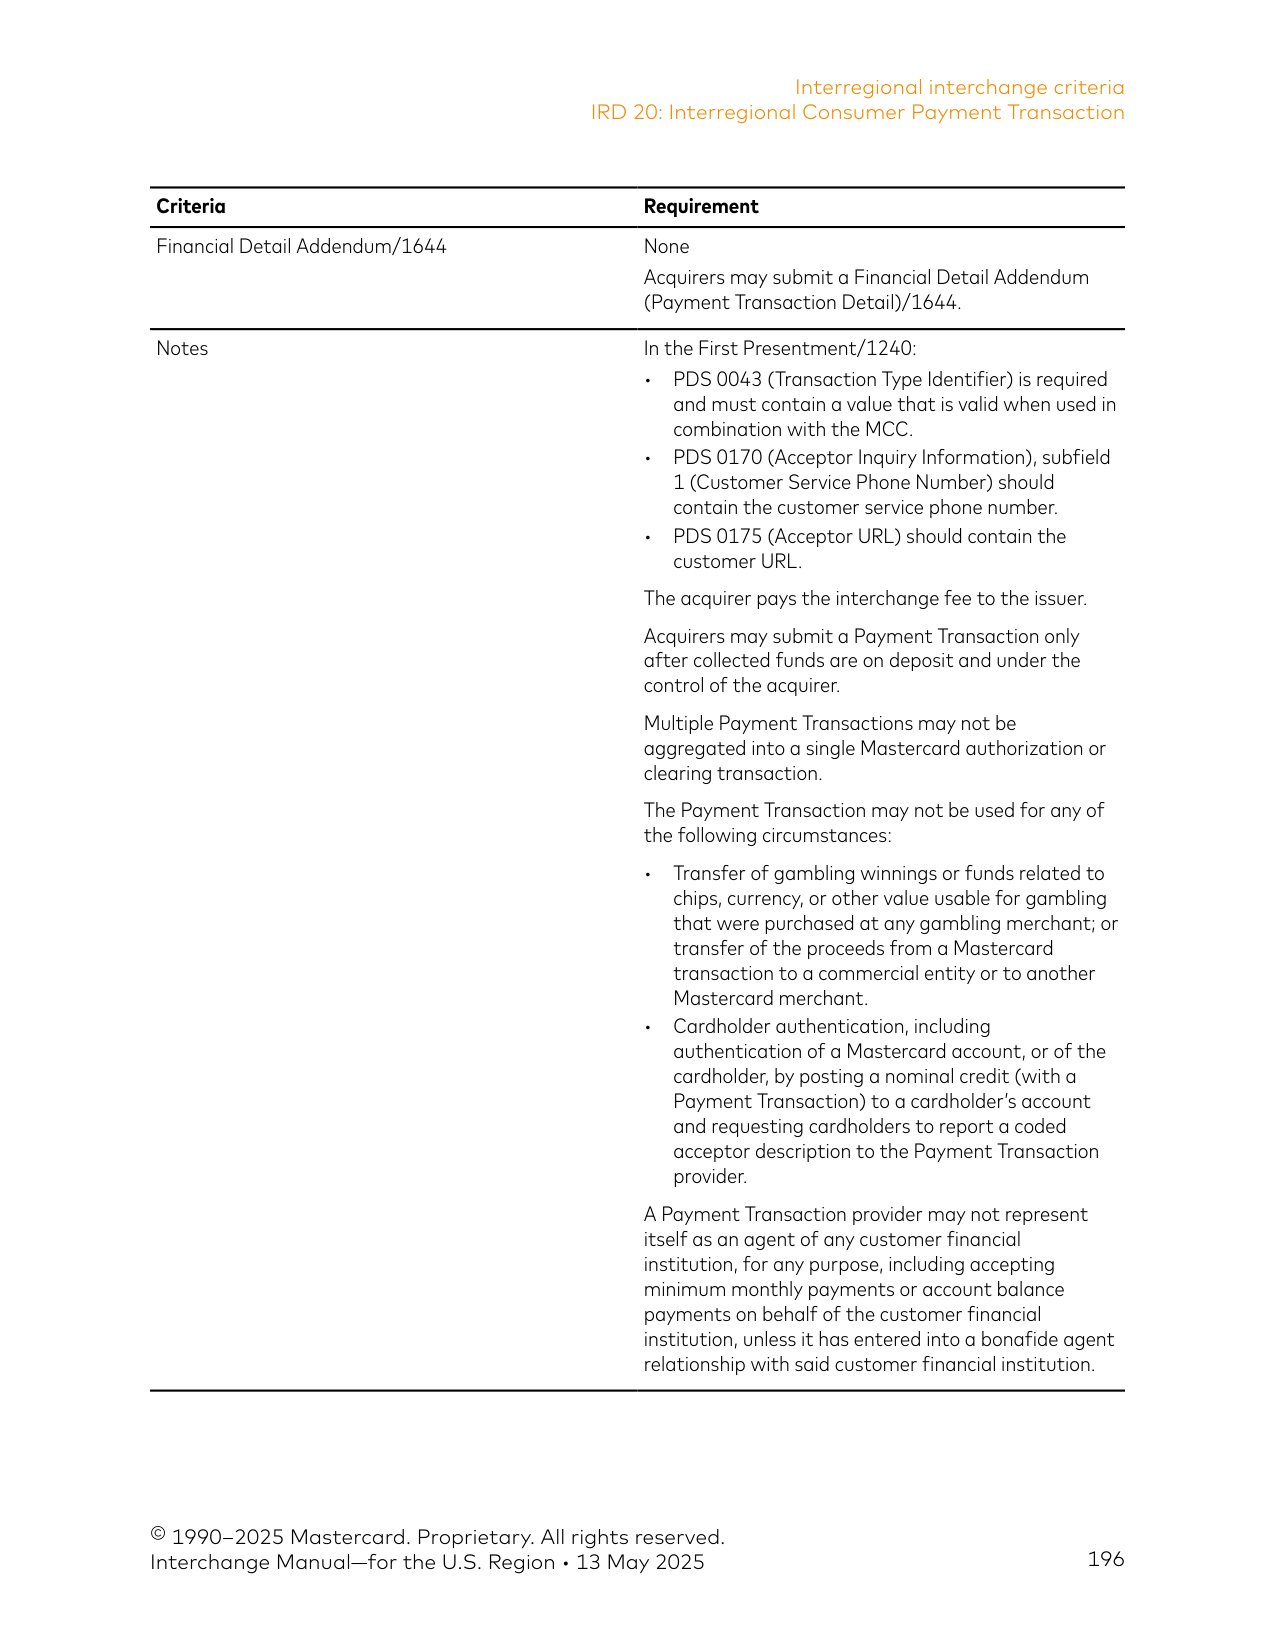 Interregional interchange criteria
IRD 20: Interregional Consumer Payment Transaction
Criteria
Requirement
Financial Detail Addendum/1644
None
Acquirers may submit a Financial Detail Addendum
(Payment Transaction Detail)/1644.
Notes
In the First Presentment/1240:
• PDS 0043 (Transaction Type Identifier) is required
and must contain a value that is valid when used in
combination with the MCC.
• PDS 0170 (Acceptor Inquiry Information), subfield
1 (Customer Service Phone Number) should
contain the customer service phone number.
• PDS 0175 (Acceptor URL) should contain the
customer URL.
The acquirer pays the interchange fee to the issuer.
Acquirers may submit a Payment Transaction only
after collected funds are on deposit and under the
control of the acquirer.
Multiple Payment Transactions may not be
aggregated into a single Mastercard authorization or
clearing transaction.
The Payment Transaction may not be used for any of
the following circumstances:
• Transfer of gambling winnings or funds related to
chips, currency, or other value usable for gambling
that were purchased at any gambling merchant; or
transfer of the proceeds from a Mastercard
transaction to a commercial entity or to another
Mastercard merchant.
• Cardholder authentication, including
authentication of a Mastercard account, or of the
cardholder, by posting a nominal credit (with a
Payment Transaction) to a cardholder’s account
and requesting cardholders to report a coded
acceptor description to the Payment Transaction
provider.
A Payment Transaction provider may not represent
itself as an agent of any customer financial
institution, for any purpose, including accepting
minimum monthly payments or account balance
payments on behalf of the customer financial
institution, unless it has entered into a bonafide agent
relationship with said customer financial institution.
© 1990–2025 Mastercard. Proprietary. All rights reserved.
Interchange Manual—for the U.S. Region • 13 May 2025
196